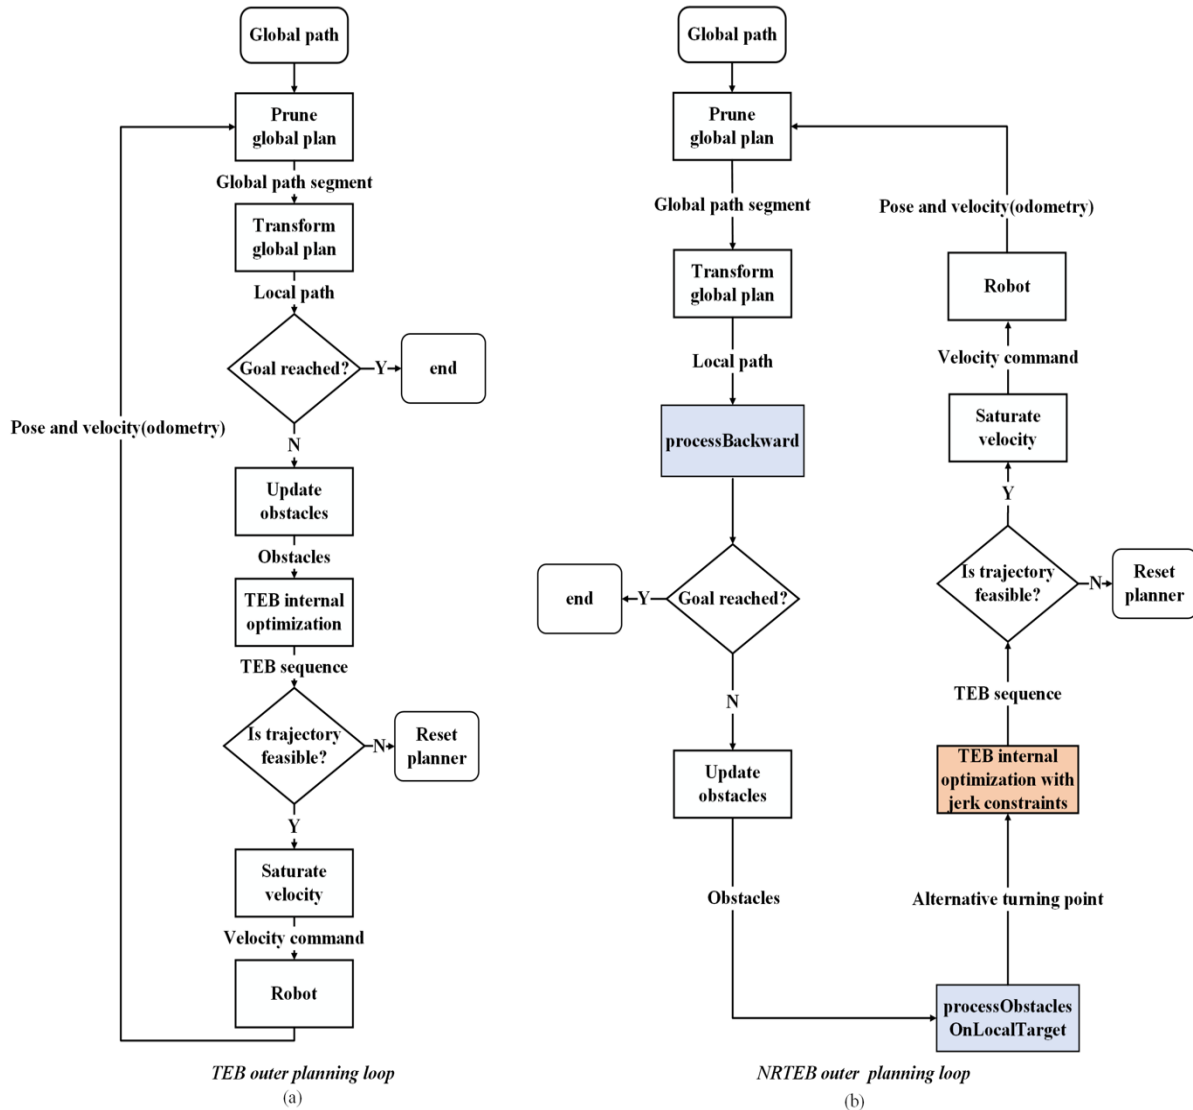 Global path
Prune
global plan
Global path segment
Transform
global plan
Local path
Goal reached?
Y
end
Pose and velocity(odometry)
N
Update
obstacles
Obstacles
TEB internal
optimization
TEB sequence
Is trajectory
feasible?
N
Reset
planner
Y
Saturate
velocity
Velocity command
Robot
TEB outer planning loop
(a)
Global path
Prune
global plan
Global path segment
Transform
global plan
Local path
processBackward
Goal reached?
Y
end
N
Update
obstacles
Obstacles
processObstacles
OnLocalTarget
Alternative turning point
TEB internal
optimization with
jerk constraints
TEB sequence
Is trajectory
feasible?
N
Reset
planner
Y
Saturate
velocity
Velocity command
Robot
Pose and velocity(odometry)
NRTEB outer planning loop
(b)